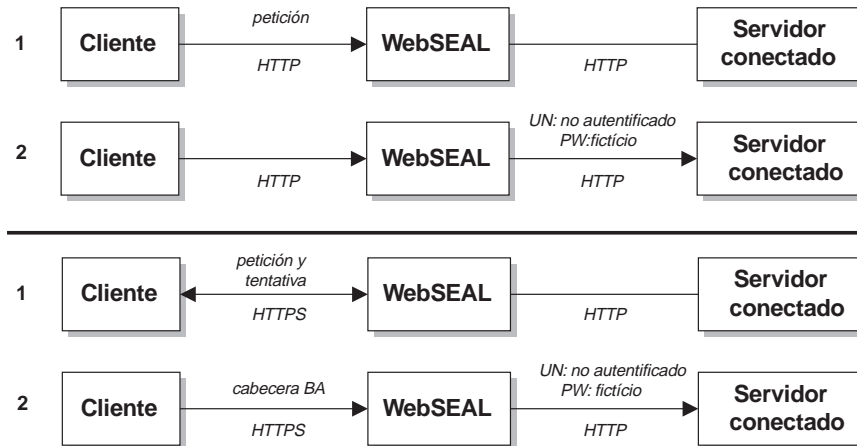 petición
1
Cliente
WebSEAL
Servidor
conectado
HTTP
HTTP
UN: no autentificado
PW:fictício
2
Cliente
WebSEAL
Servidor
conectado
HTTP
HTTP
petición y
tentativa
1
Cliente
WebSEAL
Servidor
conectado
HTTPS
HTTP
UN: no autentificado
PW: fictício
cabecera BA
2
Cliente
WebSEAL
Servidor
conectado
HTTPS
HTTP